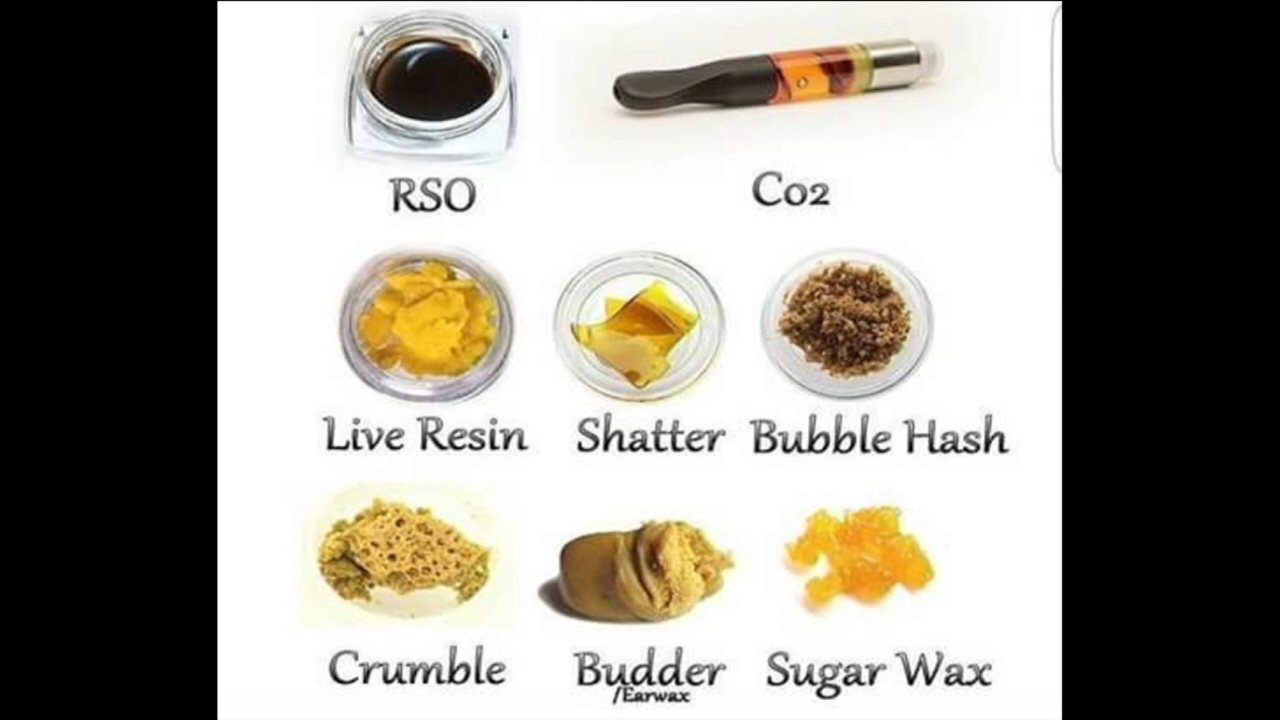 RSO
Co2
Live Resin
Shatter
Bubble Hash
Crumble
Budder
/Earwax
Sugar Wax